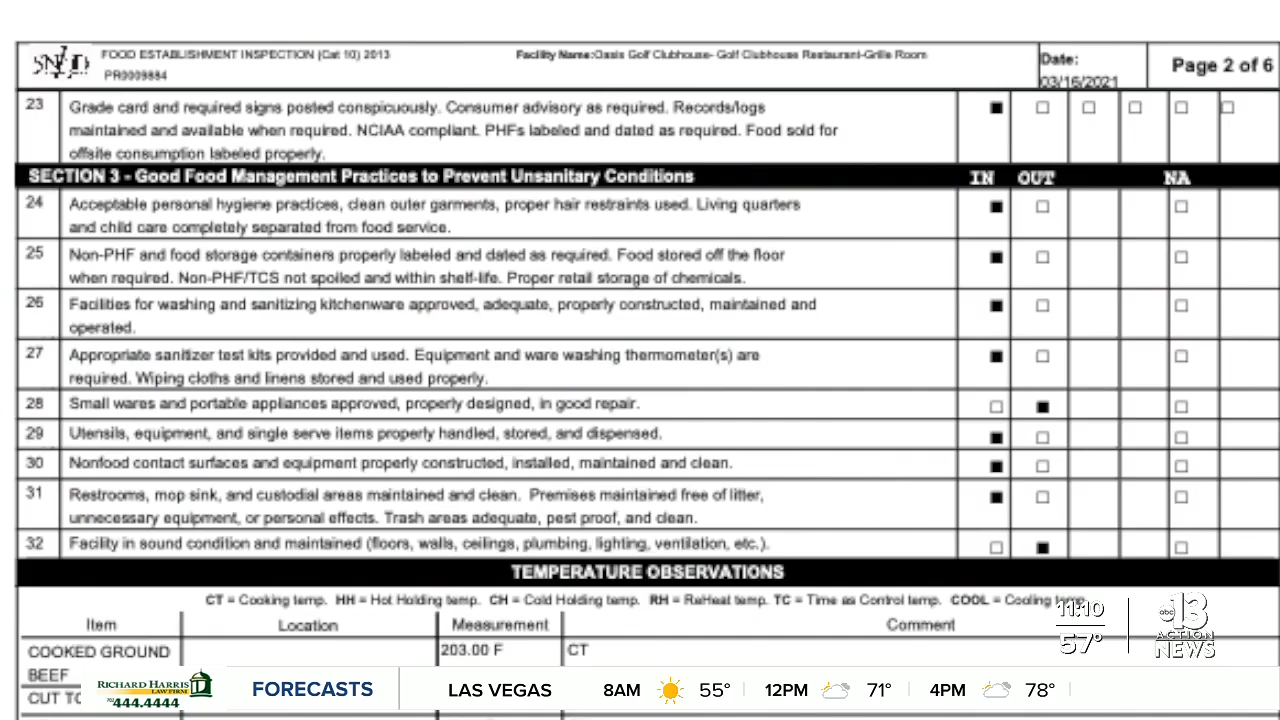 SNHD FOOD ESTABLISHMENT INSPECTION (Cat 10) 2013 Facility Name:Oasis Golf Clubhouse- Golf Clubhouse Restaurant-Grille Room Date: Page 2 of 6
PR0009884 03/16/2021
23 Grade card and required signs posted conspicuously. Consumer advisory as required. Records/logs
maintained and available when required. NCIAA compliant. PHFs labeled and dated as required. Food sold for
offsite consumption labeled properly.
SECTION 3 - Good Food Management Practices to Prevent Unsanitary Conditions IN OUT NA
24 Acceptable personal hygiene practices, clean outer garments, proper hair restraints used. Living quarters
and child care completely separated from food service.
25 Non-PHF and food storage containers properly labeled and dated as required. Food stored off the floor
when required. Non-PHF/TCS not spoiled and within shelf-life. Proper retail storage of chemicals.
26 Facilities for washing and sanitizing kitchenware approved, adequate, properly constructed, maintained and
operated.
27 Appropriate sanitizer test kits provided and used. Equipment and ware washing thermometer(s) are
required. Wiping cloths and linens stored and used properly.
28 Small wares and portable appliances approved, properly designed, in good repair.
29 Utensils, equipment, and single serve items properly handled, stored, and dispensed.
30 Nonfood contact surfaces and equipment properly constructed, installed, maintained and clean.
31 Restrooms, mop sink, and custodial areas maintained and clean. Premises maintained free of litter,
unnecessary equipment, or personal effects. Trash areas adequate, pest proof, and clean.
32 Facility in sound condition and maintained (floors, walls, ceilings, plumbing, lighting, ventilation, etc.).
TEMPERATURE OBSERVATIONS
CT = Cooking temp. HH = Hot Holding temp. CH = Cold Holding temp. RH = ReHeat temp. TC = Time as Control temp. COOL = Cooling temp.
Item Location Measurement Comment
COOKED GROUND 203.00 F CT
BEEF
CUT TO
11:10
57°
abc 13
ACTION
NEWS
RICHARD HARRIS
LAW FIRM
702 444.4444
FORECASTS LAS VEGAS 8AM 55° 12PM 71° 4PM 78°